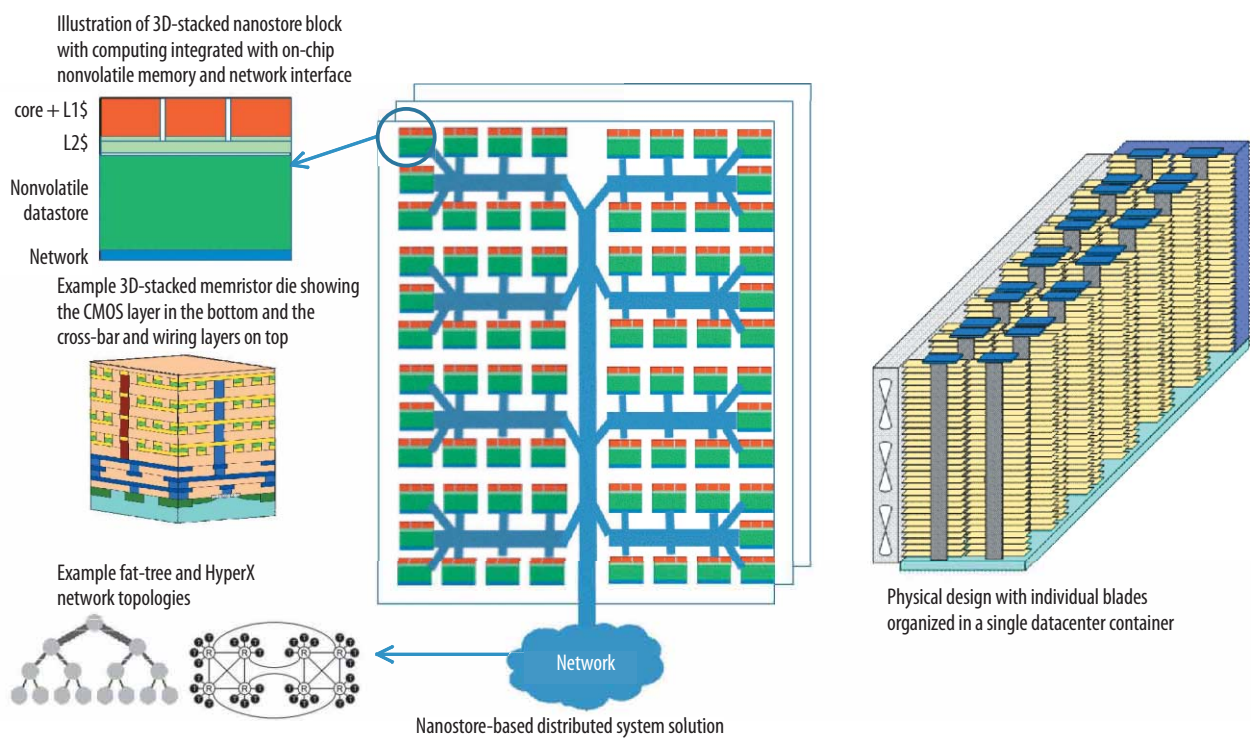 Illustration of 3D-stacked nanostore block
with computing integrated with on-chip
nonvolatile memory and network interface
core + L1$
L2$
Nonvolatile
datastore
Network
Example 3D-stacked memristor die showing
the CMOS layer in the bottom and the
cross-bar and wiring layers on top
Example fat-tree and HyperX
network topologies
R R R R
R R R R
T T T T T T T T T T T T
T T T T T T T T T T T T
Network
Nanostore-based distributed system solution
Physical design with individual blades
organized in a single datacenter container